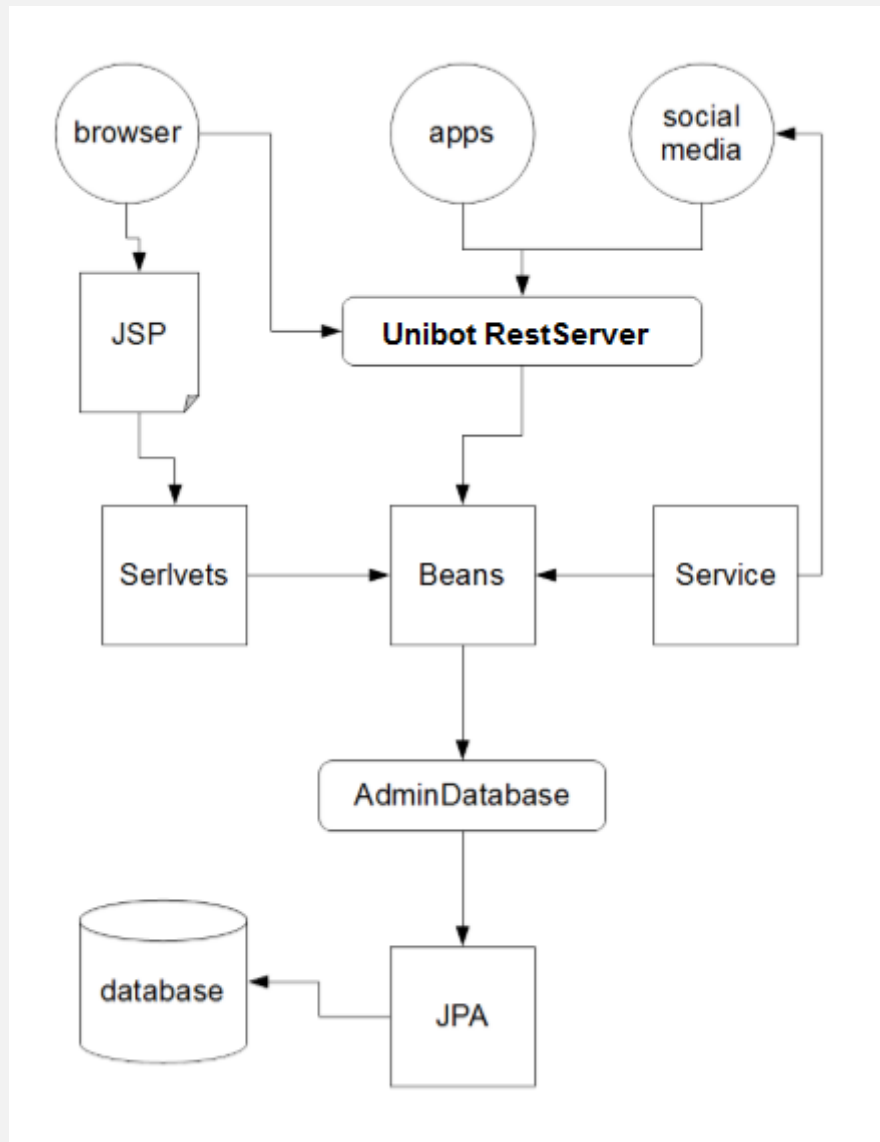 browser
apps
social
media
JSP
Unibot RestServer
Serlvets
Beans
Service
AdminDatabase
database
JPA